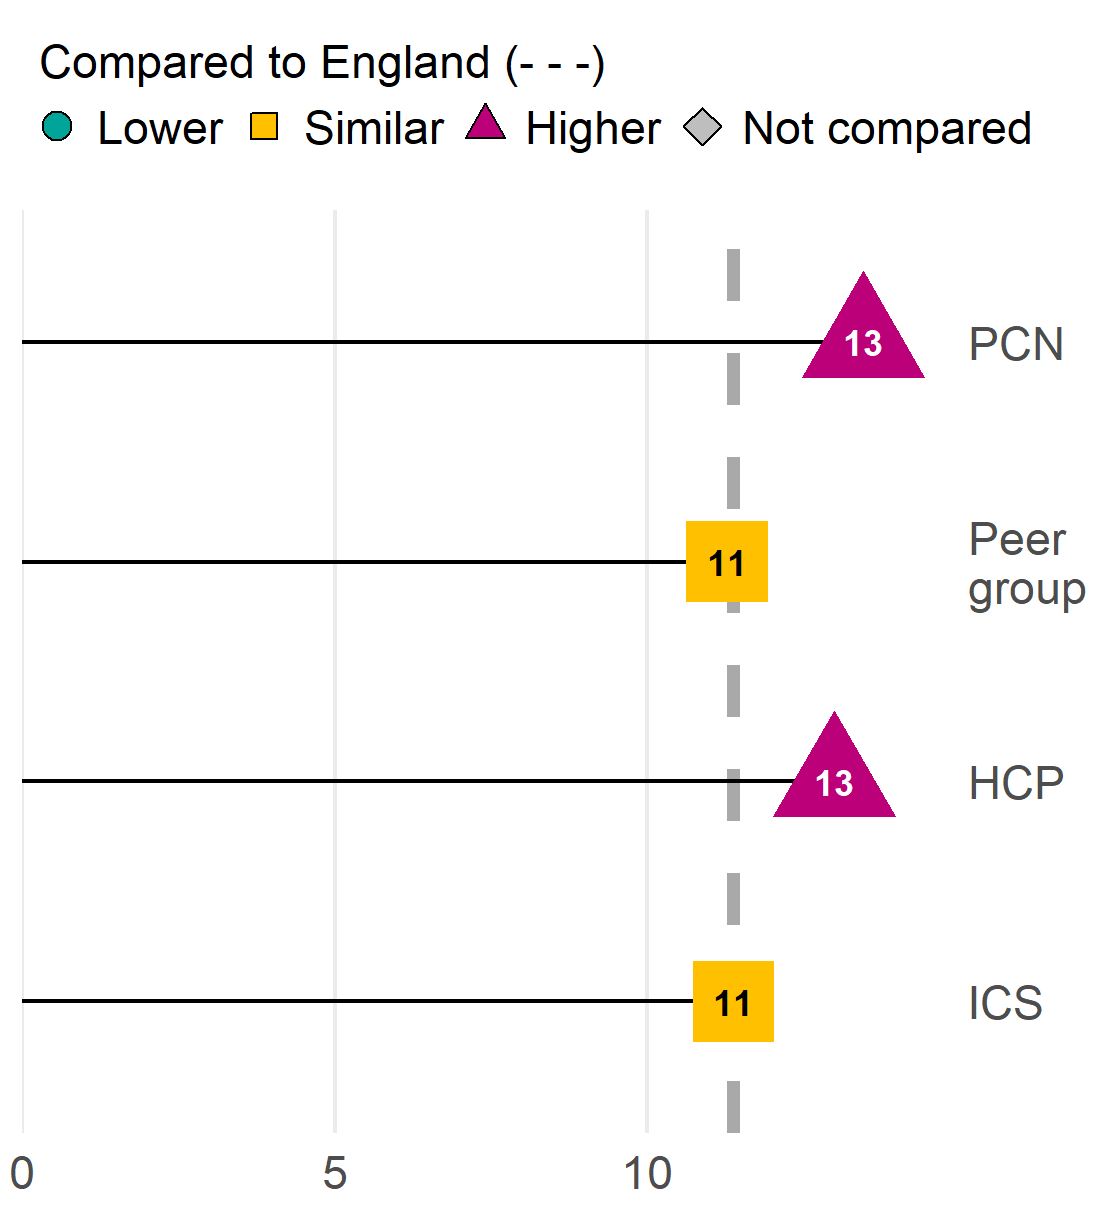 Compared to England (- - -)
Lower Similar Higher Not compared
13 PCN
11 Peer
group
13 HCP
11 ICS
0 5 10